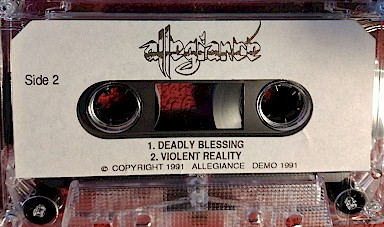 allegiance
Side 2
1. DEADLY BLESSING
2. VIOLENT REALITY
© COPYRIGHT 1991 ALLEGIANCE DEMO 1991